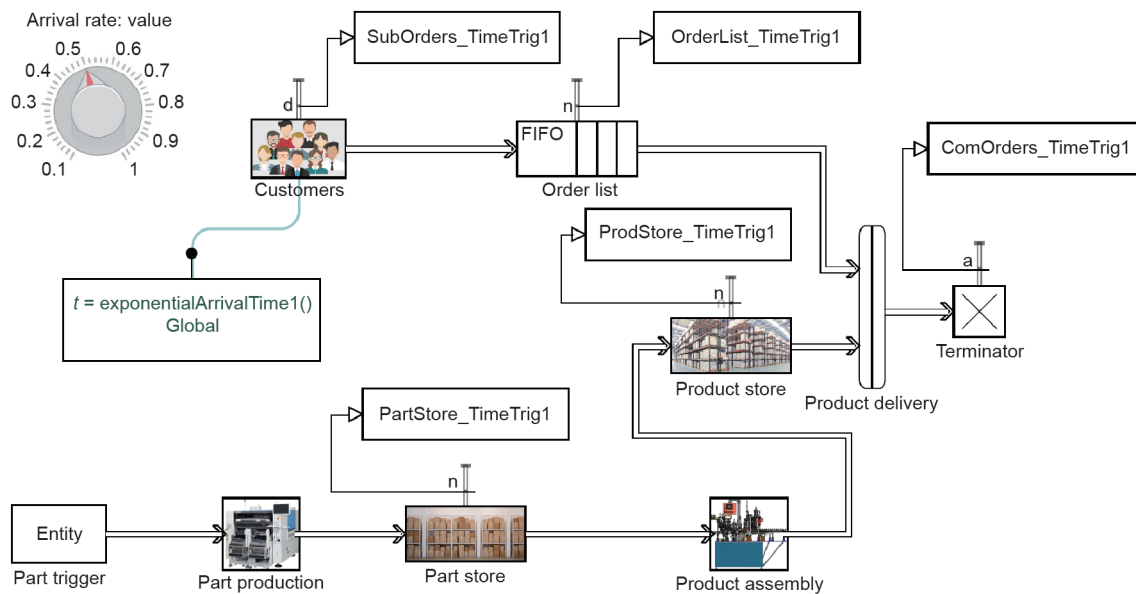 Arrival rate: value
0.1
0.2
0.3
0.4
0.5
0.6
0.7
0.8
0.9
1
SubOrders_TimeTrig1
OrderList_TimeTrig1
d
n
FIFO
Customers
Order list
ComOrders_TimeTrig1
a
t = exponentialArrivalTime1()
Global
ProdStore_TimeTrig1
n
n
Product store
Product delivery
Terminator
PartStore_TimeTrig1
n
Entity
Part trigger
Part production
Part store
Product assembly